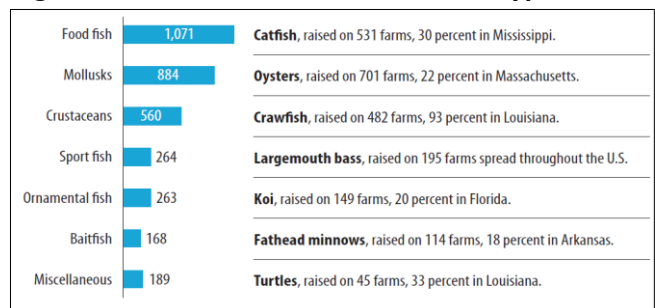 Food fish 1,071 Catfish, raised on 531 farms, 30 percent in Mississippi.
Mollusks 884 Oysters, raised on 701 farms, 22 percent in Massachusetts.
Crustaceans 560 Crawfish, raised on 482 farms, 93 percent in Louisiana.
Sport fish 264 Largemouth bass, raised on 195 farms spread throughout the U.S.
Ornamental fish 263 Koi, raised on 149 farms, 20 percent in Florida.
Baitfish 168 Fathead minnows, raised on 114 farms, 18 percent in Arkansas.
Miscellaneous 189 Turtles, raised on 45 farms, 33 percent in Louisiana.